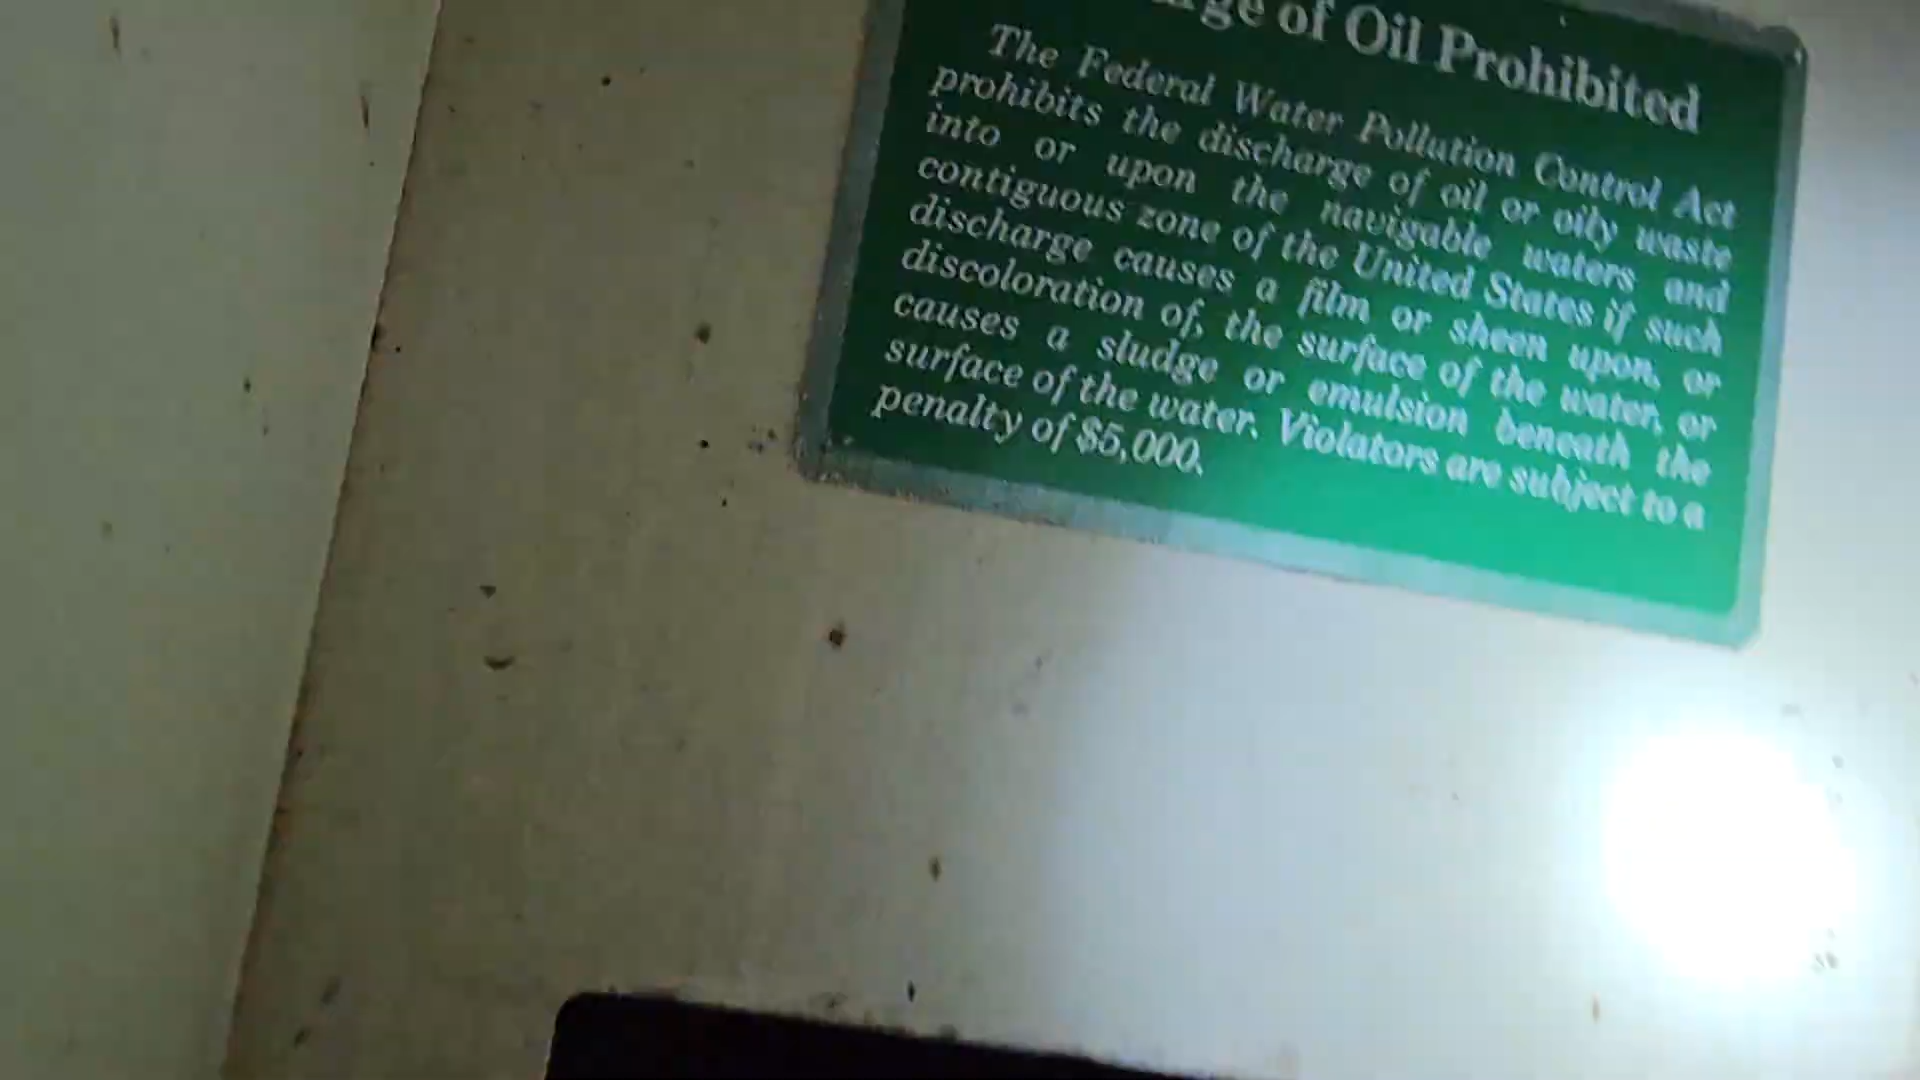 of Oil Prohibited
The Federal Water Pollution Control Act
prohibits the discharge of oil or oily waste
into or upon the navigable waters and
contiguous zone of the United States if such
discharge causes a film or sheen upon, or
discoloration of, the surface of the water, or
causes a sludge or emulsion beneath the
surface of the water. Violators are subject to a
penalty of $5,000.